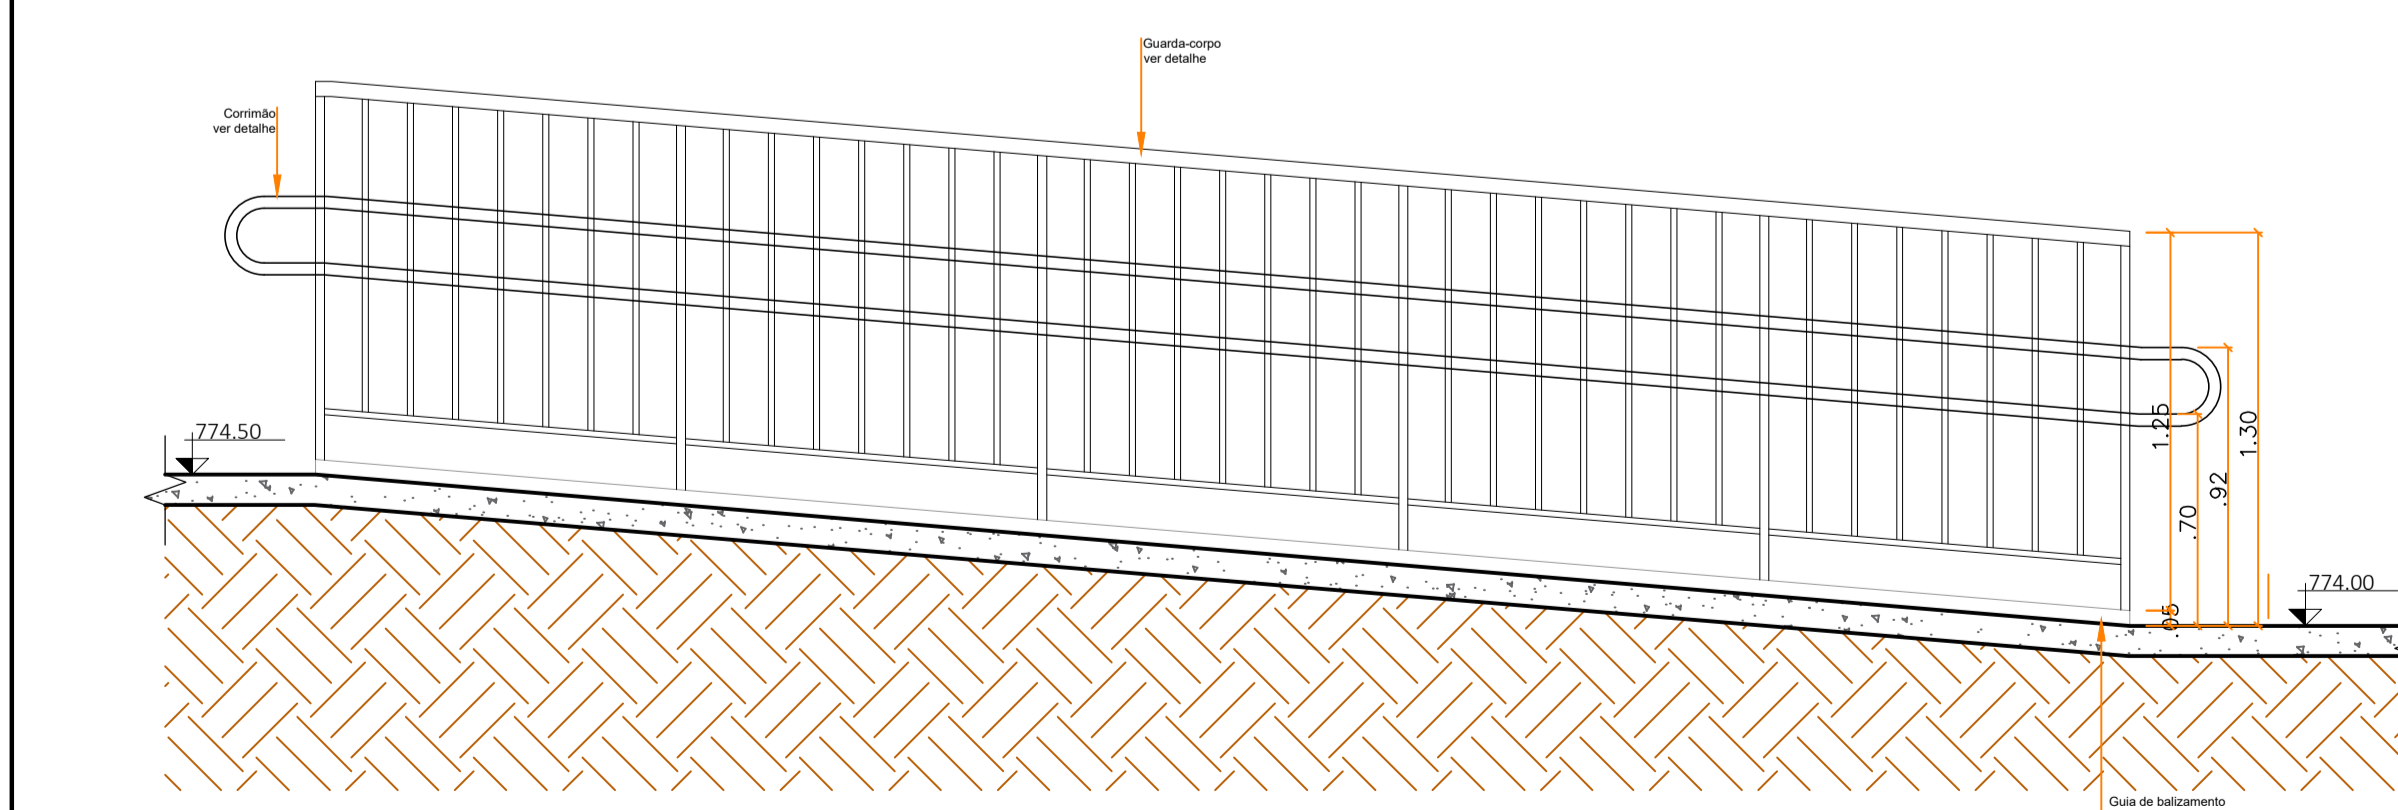 Guarda-corpo
ver detalhe
Corrimão
ver detalhe
774.50
1.25
1.30
.92
.70
.05
774.00
Guia de balizamento